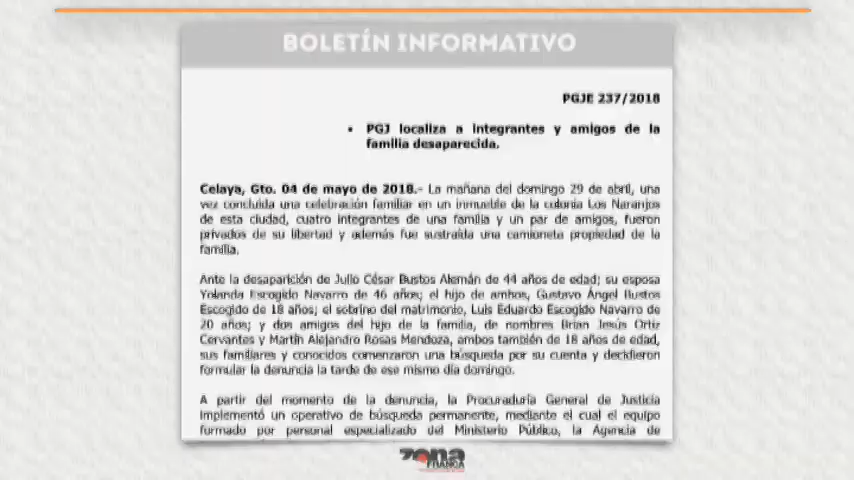 BOLETÍN INFORMATIVO
PGJE 237/2018
• PGJ localiza a integrantes y amigos de la
familia desaparecida.
Celaya, Gto. 04 de mayo de 2018.- La mañana del domingo 29 de abril, una
vez concluida una celebración familiar en un inmueble de la colonia Los Naranjos
de esta ciudad, cuatro integrantes de una familia y un par de amigos, fueron
privados de su libertad y además fue sustraída una camioneta propiedad de la
familia.
Ante la desaparición de Julio César Bustos Alemán de 44 años de edad; su esposa
Yolanda Escogido Navarro de 46 años; el hijo de ambos, Gustavo Ángel Bustos
Escogido de 18 años; el sobrino del matrimonio, Luis Eduardo Escogido Navarro de
20 años; y dos amigos del hijo de la familia, de nombres Brian Jesús Ortiz
Cervantes y Martín Alejandro Rosas Mendoza, ambos también de 18 años de edad,
sus familiares y conocidos comenzaron una búsqueda por su cuenta y decidieron
formular la denuncia la tarde de ese mismo día domingo.
A partir del momento de la denuncia, la Procuraduría General de Justicia
implementó un operativo de búsqueda permanente, mediante el cual el equipo
formado por personal especializado del Ministerio Público, la Agencia de
zona
FRANCA